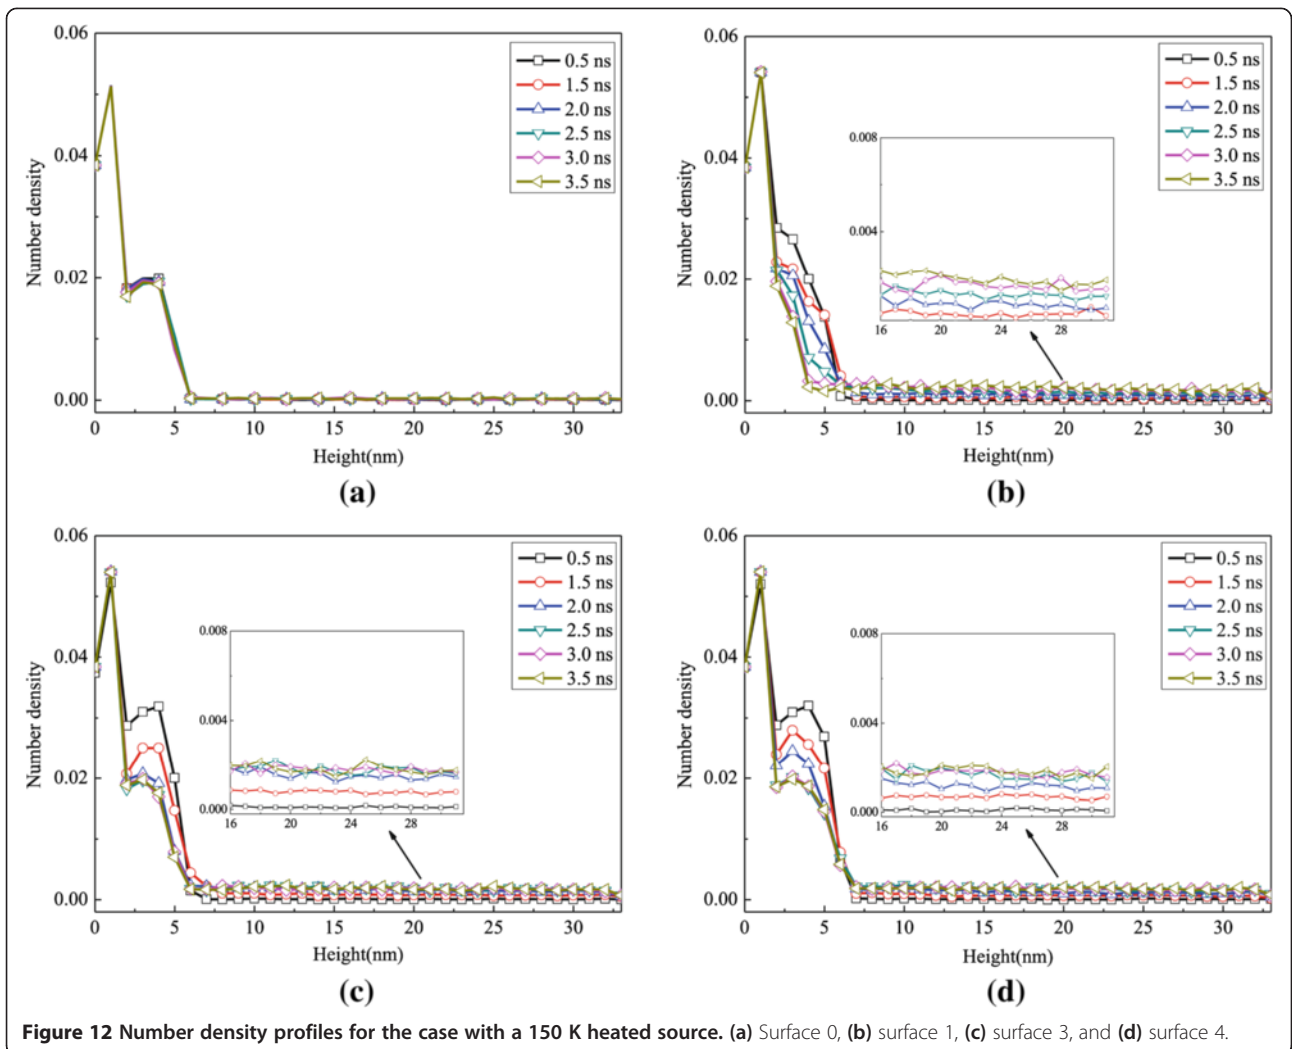 0.06
0.04
0.02
0.00
Number density
0.5 ns
1.5 ns
2.0 ns
2.5 ns
3.0 ns
3.5 ns
0 5 10 15 20 25 30
Height(nm)
(a)
0.06
0.04
0.02
0.00
Number density
0.5 ns
1.5 ns
2.0 ns
2.5 ns
3.0 ns
3.5 ns
0.008
0.004
16 20 24 28
0 5 10 15 20 25 30
Height(nm)
(b)
0.06
0.04
0.02
0.00
Number density
0.5 ns
1.5 ns
2.0 ns
2.5 ns
3.0 ns
3.5 ns
0.008
0.004
0.000
16 20 24 28
0 5 10 15 20 25 30
Height(nm)
(c)
0.06
0.04
0.02
0.00
Number density
0.5 ns
1.5 ns
2.0 ns
2.5 ns
3.0 ns
3.5 ns
0.008
0.004
0.000
16 20 24 28
0 5 10 15 20 25 30
Height(nm)
(d)
Figure 12 Number density profiles for the case with a 150 K heated source. (a) Surface 0, (b) surface 1, (c) surface 3, and (d) surface 4.